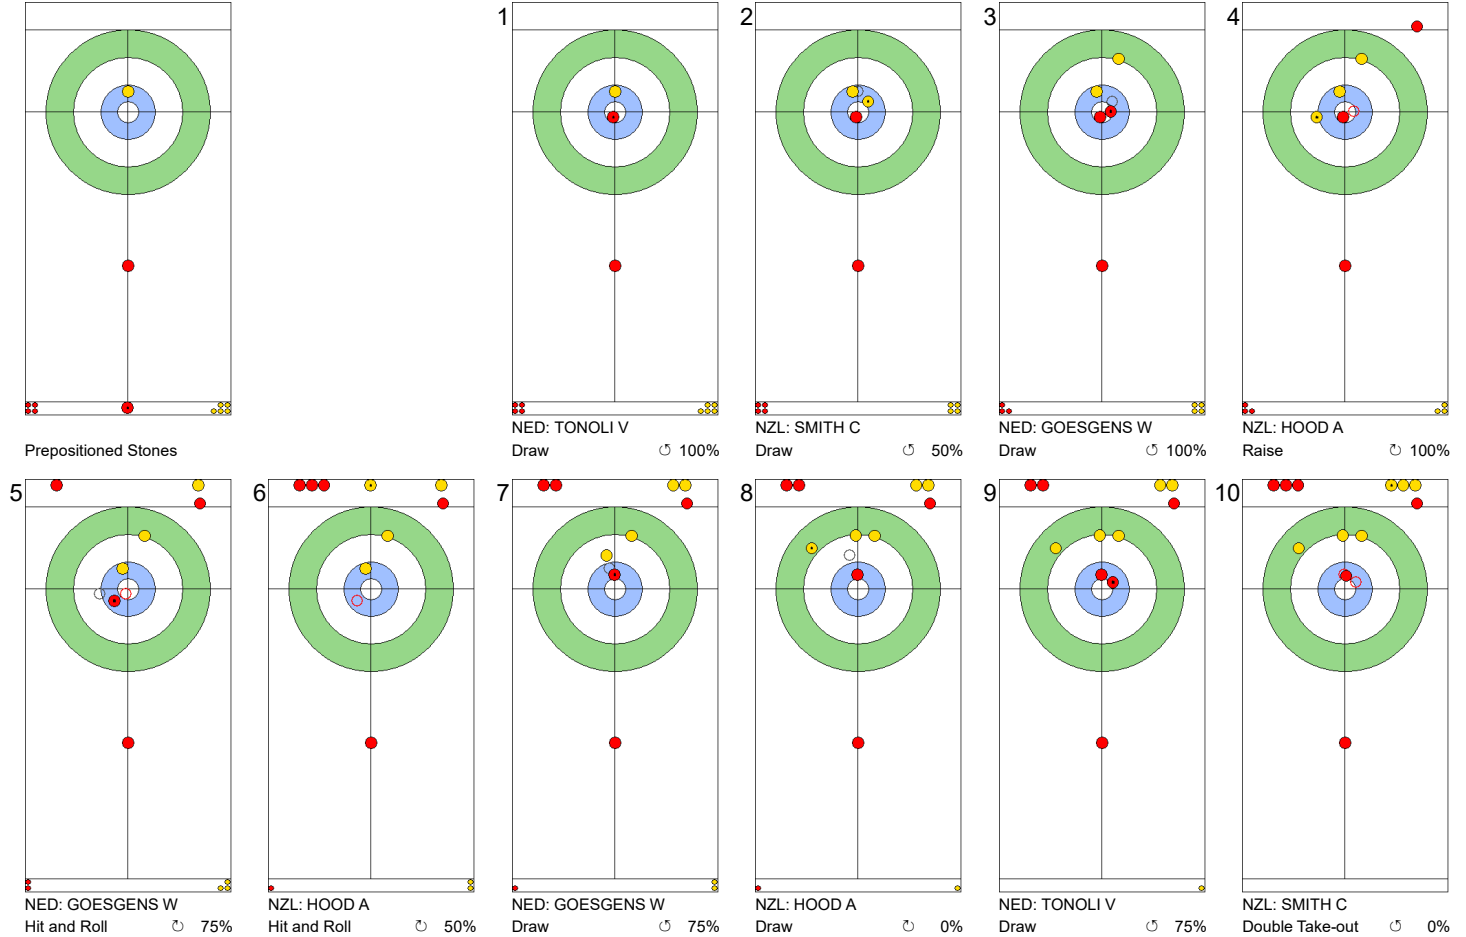 1
2
3
4
Prepositioned Stones
NED: TONOLI V
Draw 100%
NZL: SMITH C
Draw 50%
NED: GOESGENS W
Draw 100%
NZL: HOOD A
Raise 100%
5
6
7
8
9
10
NED: GOESGENS W
Hit and Roll 75%
NZL: HOOD A
Hit and Roll 50%
NED: GOESGENS W
Draw 75%
NZL: HOOD A
Draw 0%
NED: TONOLI V
Draw 75%
NZL: SMITH C
Double Take-out 0%